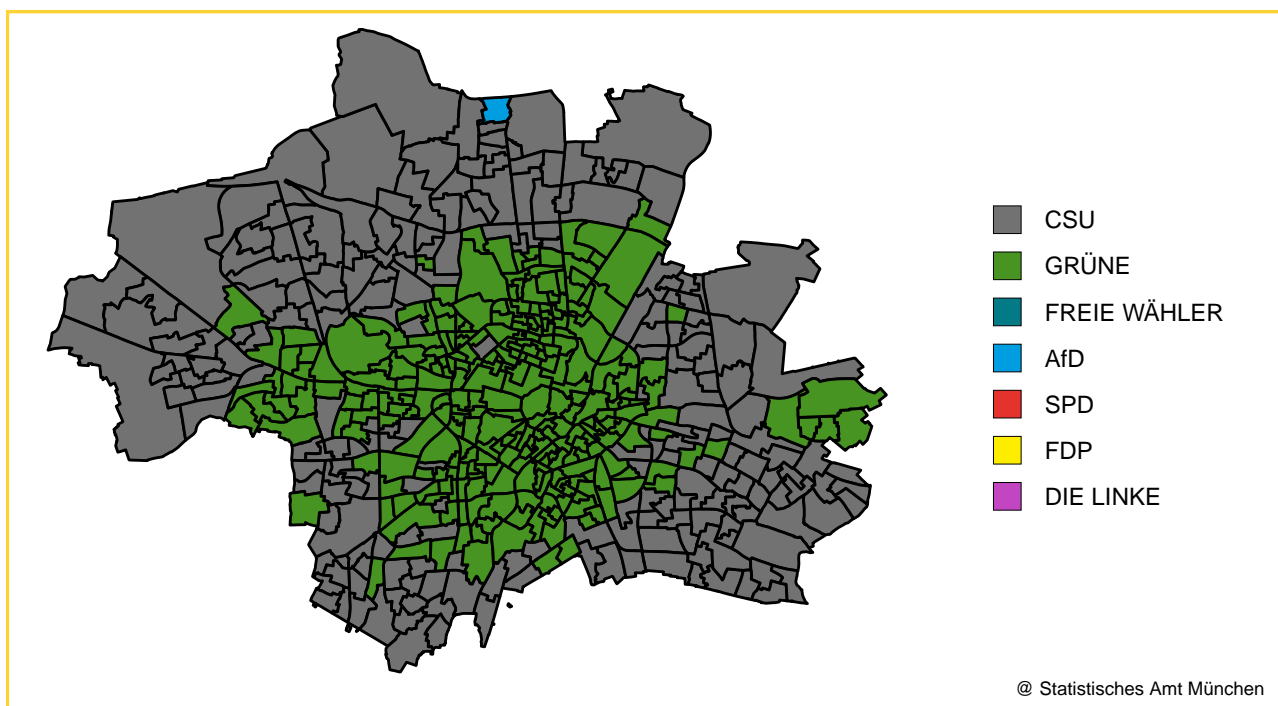 CSU
GRÜNE
FREIE WÄHLER
AfD
SPD
FDP
DIE LINKE
@ Statistisches Amt München